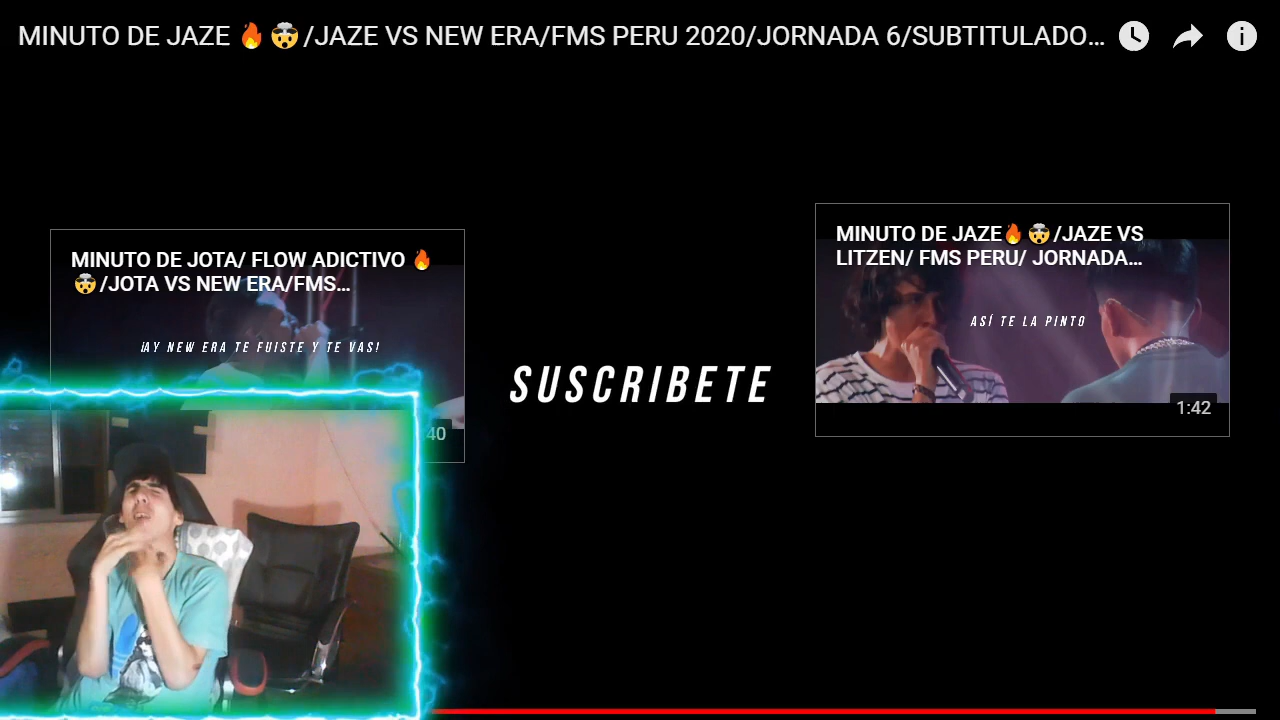 MINUTO DE JAZE 🔥🤯/JAZE VS NEW ERA/FMS PERU 2020/JORNADA 6/SUBTITULADO...
MINUTO DE JOTA/ FLOW ADICTIVO 🔥
🤯/JOTA VS NEW ERA/FMS...
¡AY NEW ERA TE FUISTE Y TE VAS!
40
SUSCRIBETE
MINUTO DE JAZE🔥🤯/JAZE VS
LITZEN/ FMS PERU/ JORNADA...
ASÍ TE LA PINTO
1:42